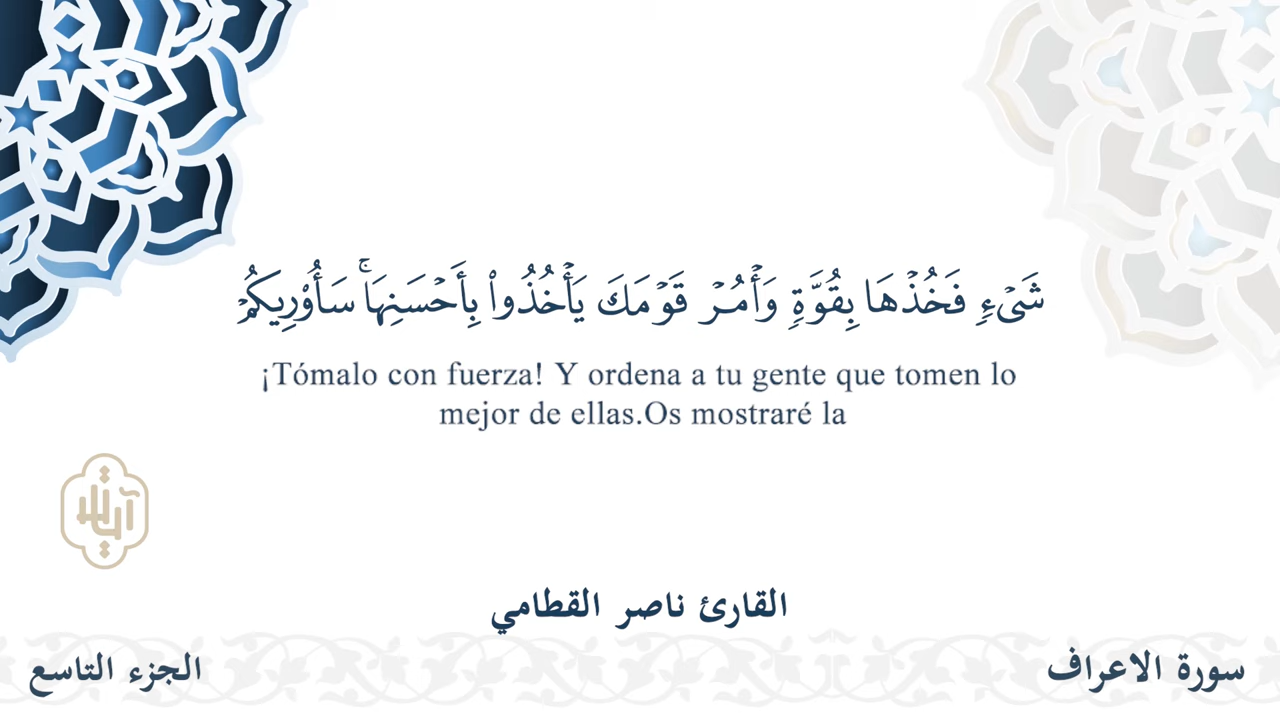 شَيۡءٖ فَخُذۡهَا بِقُوَّةٖ وَأۡمُرۡ قَوۡمَكَ يَأۡخُذُواْ بِأَحۡسَنِهَاۚ سَأُوْرِيكُمۡ
¡Tómalo con fuerza! Y ordena a tu gente que tomen lo
mejor de ellas.Os mostraré la
القارئ ناصر القطامي
سورة الاعراف
الجزء التاسع